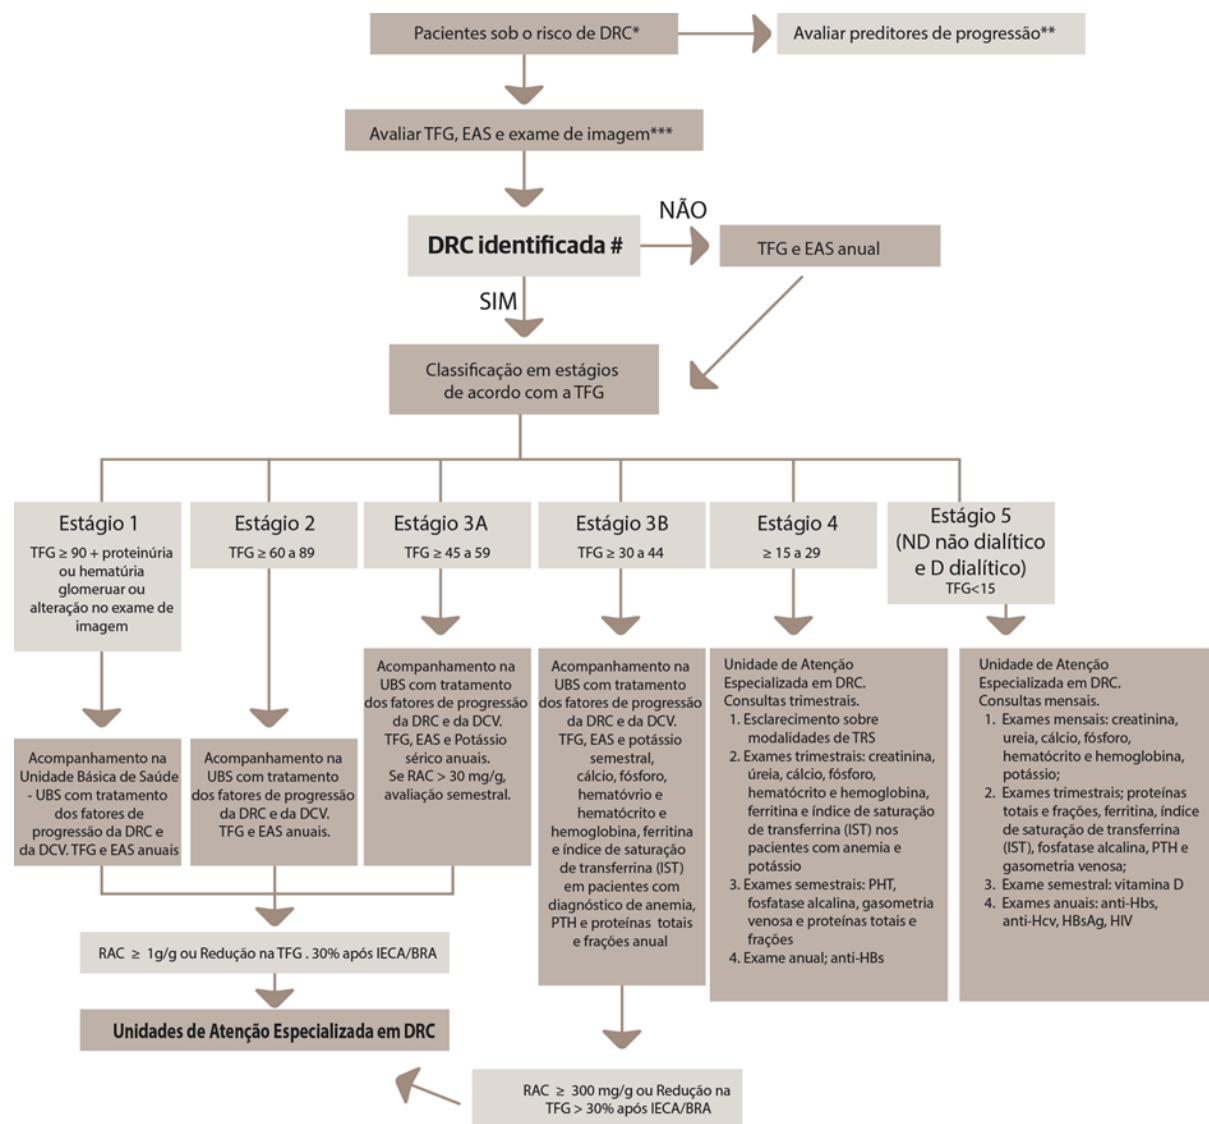 Pacientes sob o risco de DRC*
Avaliar preditores de progressão**
Avaliar TFG, EAS e exame de imagem***
DRC identificada #
NÃO
TFG e EAS anual
SIM
Classificação em estágios
de acordo com a TFG
Estágio 1
TFG ≥ 90 + proteinúria
ou hematúria
glomeruar ou
alteração no exame de
imagem
Estágio 2
TFG ≥ 60 a 89
Estágio 3A
TFG ≥ 45 a 59
Estágio 3B
TFG ≥ 30 a 44
Estágio 4
≥ 15 a 29
Estágio 5
(ND não dialítico
e D dialítico)
TFG<15
Acompanhamento na
Unidade Básica de Saúde
- UBS com tratamento
dos fatores de
progressão da DRC e
da DCV. TFG e EAS anuais
Acompanhamento na
UBS com tratamento
dos fatores de progressão
da DRC e da DCV.
TFG e EAS anuais.
Acompanhamento na
UBS com tratamento
dos fatores de progressão
da DRC e da DCV.
TFG, EAS e Potássio
sérico anuais.
Se RAC > 30 mg/g,
avaliação semestral.
Acompanhamento na
UBS com tratamento
dos fatores de progressão
da DRC e da DCV.
TFG, EAS e potássio
semestral,
cálcio, fósforo,
hematóvrio e
hematócrito e
hemoglobina, ferritina
e índice de saturação
de transferrina (IST)
em pacientes com
diagnóstico de anemia,
PTH e proteínas totais
e frações anual
Unidade de Atenção
Especializada em DRC.
Consultas trimestrais.
1. Esclarecimento sobre
modalidades de TRS
2. Exames trimestrais: creatinina,
úreia, cálcio, fósforo,
hematócrito e hemoglobina,
ferritina e índice de saturação
de transferrina (IST) nos
pacientes com anemia e
potássio
3. Exames semestrais: PHT,
fosfatase alcalina, gasometria
venosa e proteínas totais e
frações
4. Exame anual; anti-HBs
Unidade de Atenção
Especializada em DRC.
Consultas mensais.
1. Exames mensais: creatinina,
ureia, cálcio, fósforo,
hematócrito e hemoglobina,
potássio;
2. Exames trimestrais; proteínas
totais e frações, ferritina, índice
de saturação de transferrina
(IST), fosfatase alcalina, PTH e
gasometria venosa;
3. Exame semestral: vitamina D
4. Exames anuais: anti-Hbs,
anti-Hcv, HBsAg, HIV
RAC ≥ 1g/g ou Redução na TFG . 30% após IECA/BRA
Unidades de Atenção Especializada em DRC
RAC ≥ 300 mg/g ou Redução na
TFG > 30% após IECA/BRA